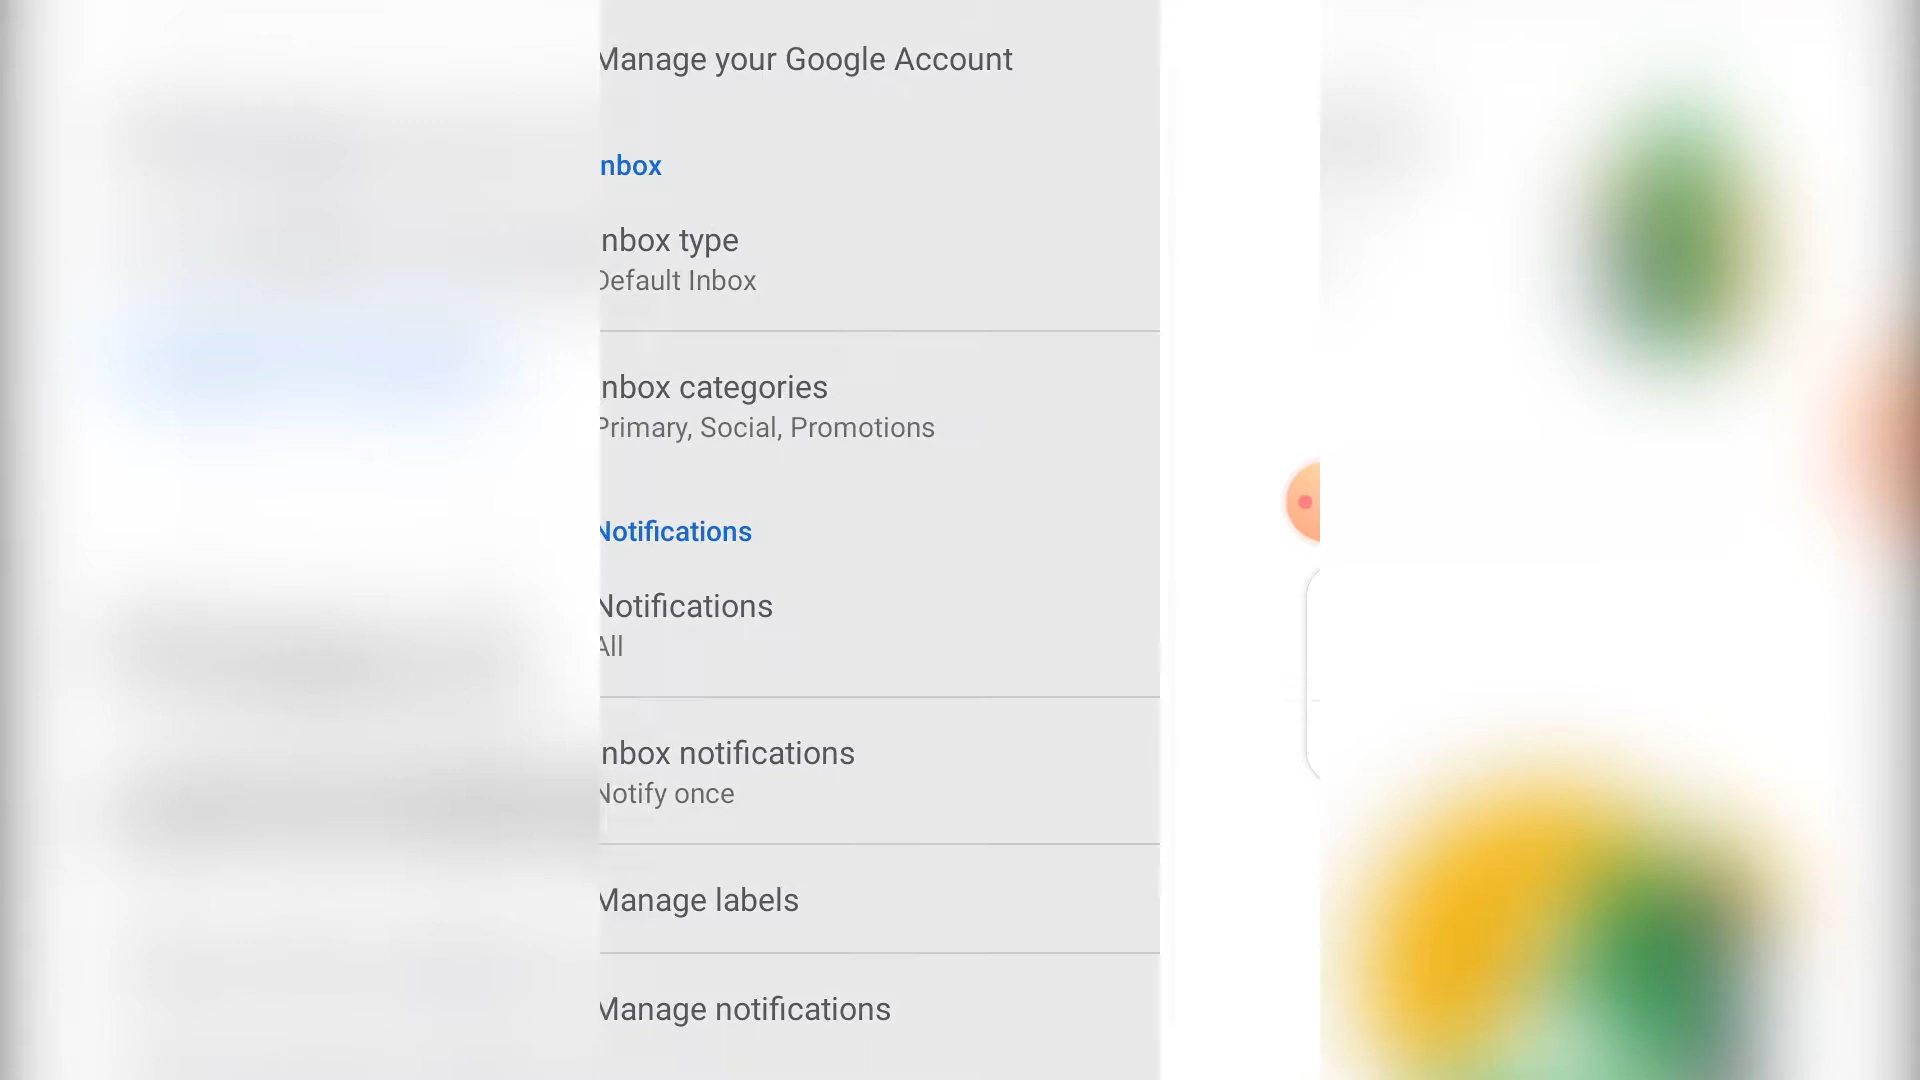 Manage your Google Account
nbox
nbox type
Default Inbox
nbox categories
Primary, Social, Promotions
Notifications
Notifications
All
nbox notifications
Notify once
Manage labels
Manage notifications